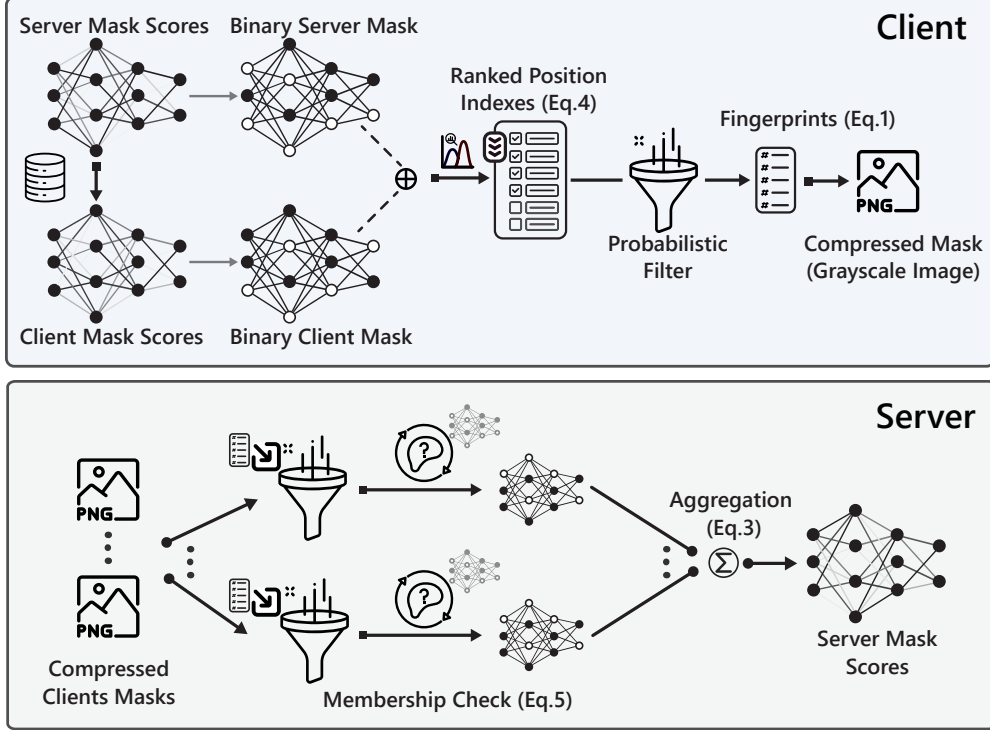 Client
Server Mask Scores
Binary Server Mask
Ranked Position
Indexes (Eq.4)
Fingerprints (Eq.1)
PNG
Probabilistic
Filter
Compressed Mask
(Grayscale Image)
Client Mask Scores
Binary Client Mask
Server
PNG
PNG
Compressed
Clients Masks
Membership Check (Eq.5)
Aggregation
(Eq.3)
Σ
Server Mask
Scores